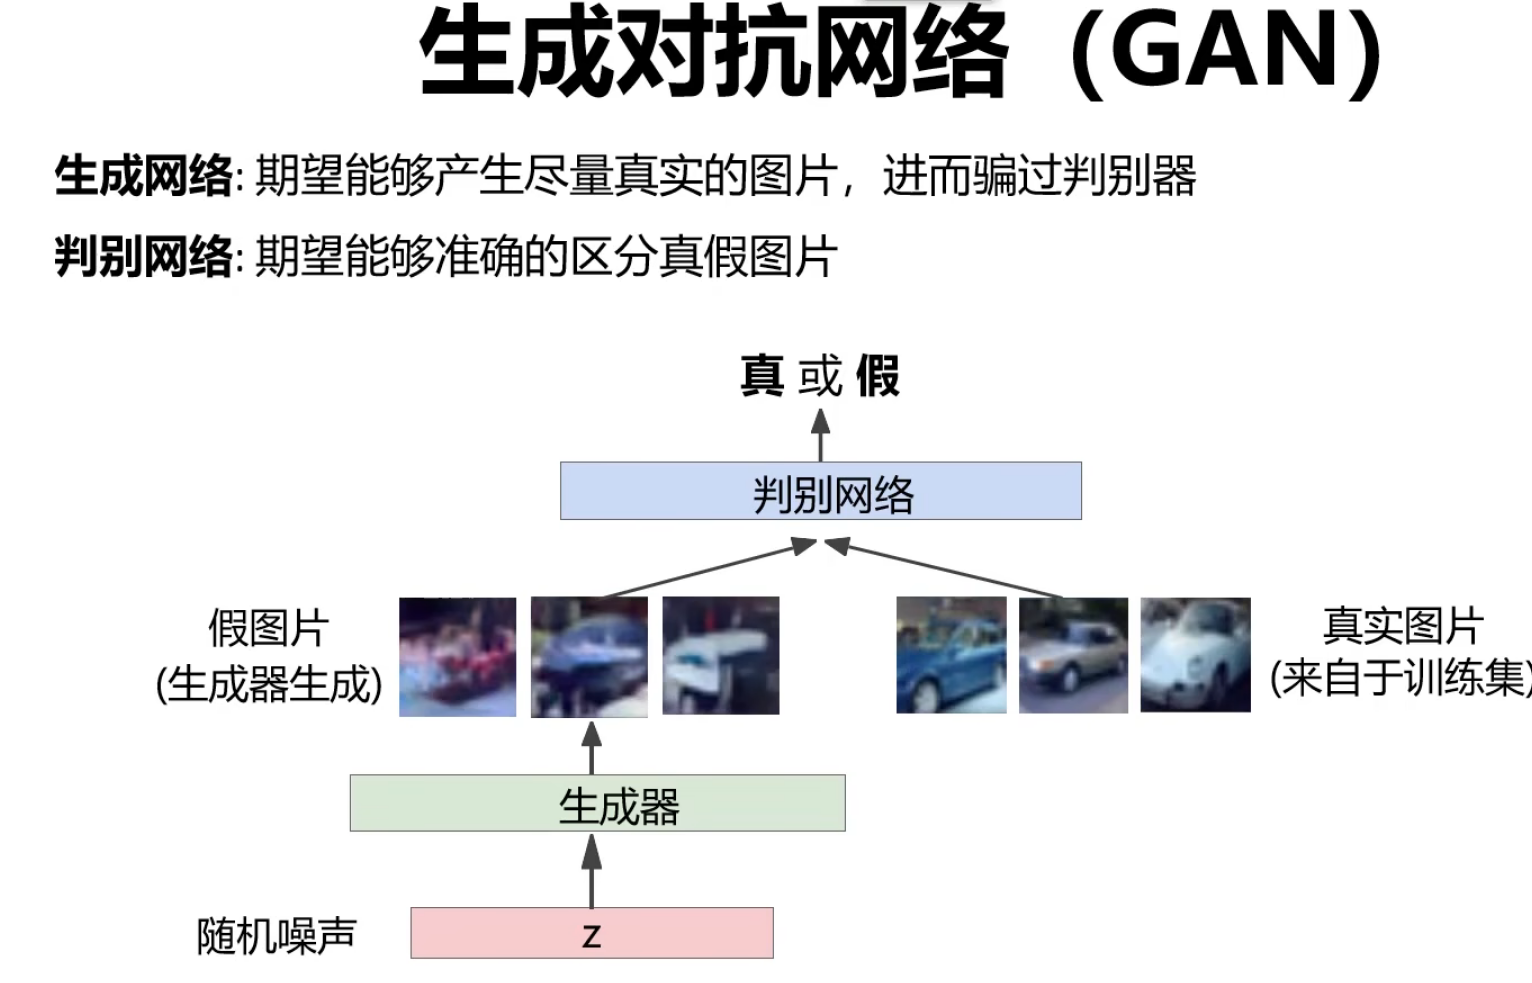 生成对抗网络（GAN）
生成网络: 期望能够产生尽量真实的图片，进而骗过判别器
判别网络: 期望能够准确的区分真假图片
真 或 假
判别网络
假图片
(生成器生成)
真实图片
(来自于训练集)
生成器
随机噪声
z